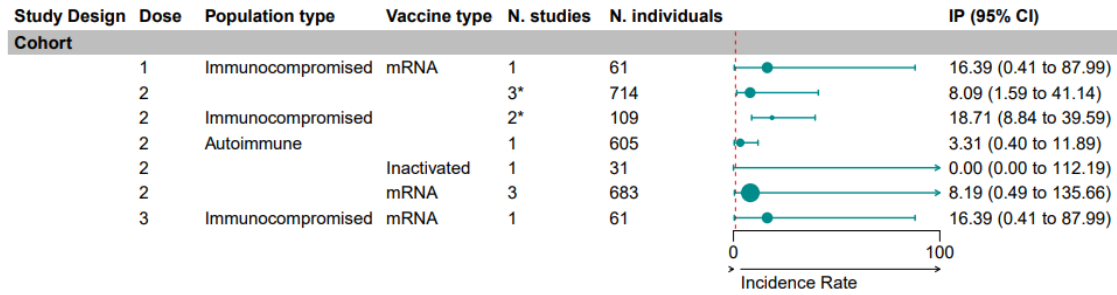 Study Design Dose Population type Vaccine type N. studies N. individuals IP (95% CI)
Cohort
1 Immunocompromised mRNA 1 61 16.39 (0.41 to 87.99)
2 3* 714 8.09 (1.59 to 41.14)
2 Immunocompromised 2* 109 18.71 (8.84 to 39.59)
2 Autoimmune 1 605 3.31 (0.40 to 11.89)
2 Inactivated 1 31 0.00 (0.00 to 112.19)
2 mRNA 3 683 8.19 (0.49 to 135.66)
3 Immunocompromised mRNA 1 61 16.39 (0.41 to 87.99)
0 100
Incidence Rate